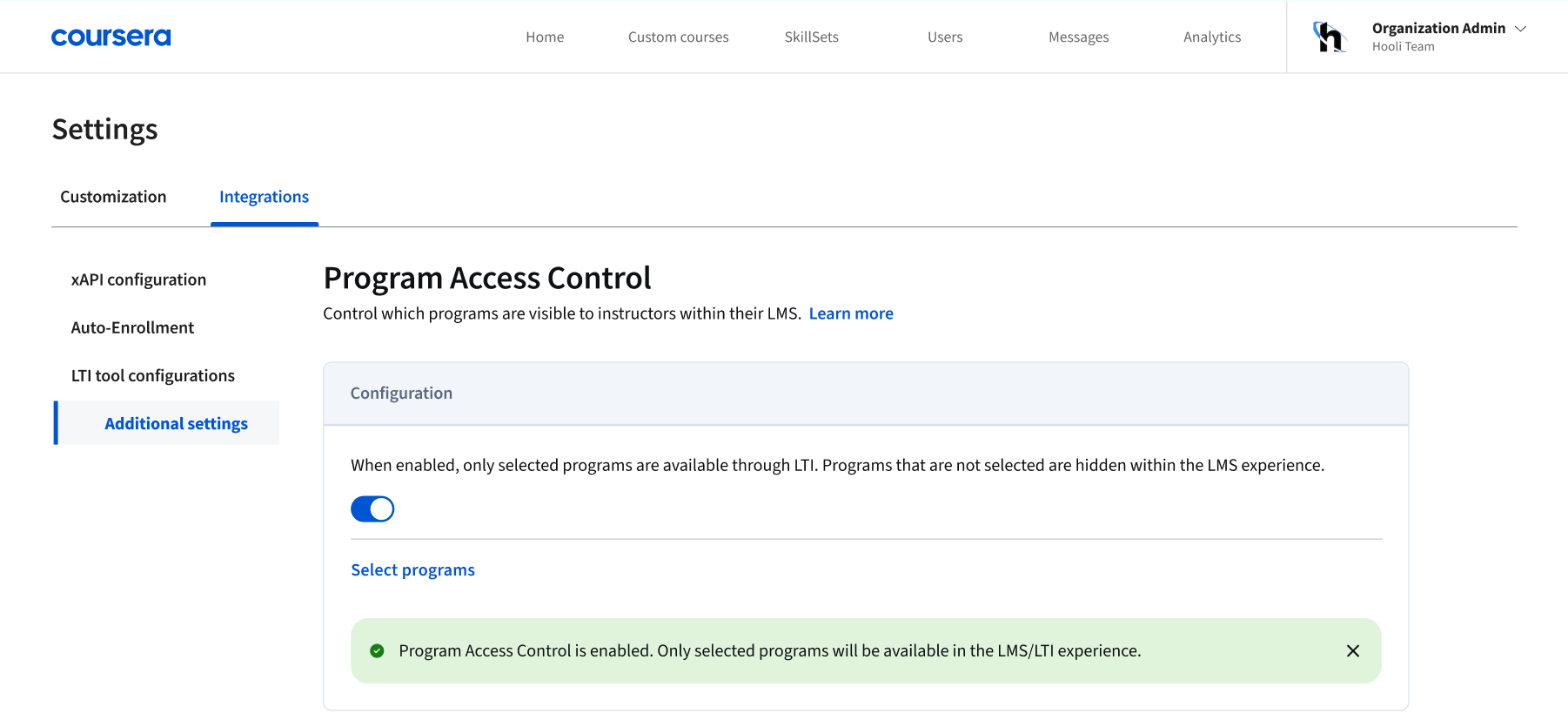 coursera
Home
Custom courses
SkillSets
Users
Messages
Analytics
h
Organization Admin
Hooli Team
Settings
Customization
Integrations
xAPI configuration
Auto-Enrollment
LTI tool configurations
Additional settings
Program Access Control
Control which programs are visible to instructors within their LMS. Learn more
Configuration
When enabled, only selected programs are available through LTI. Programs that are not selected are hidden within the LMS experience.
Select programs
Program Access Control is enabled. Only selected programs will be available in the LMS/LTI experience.